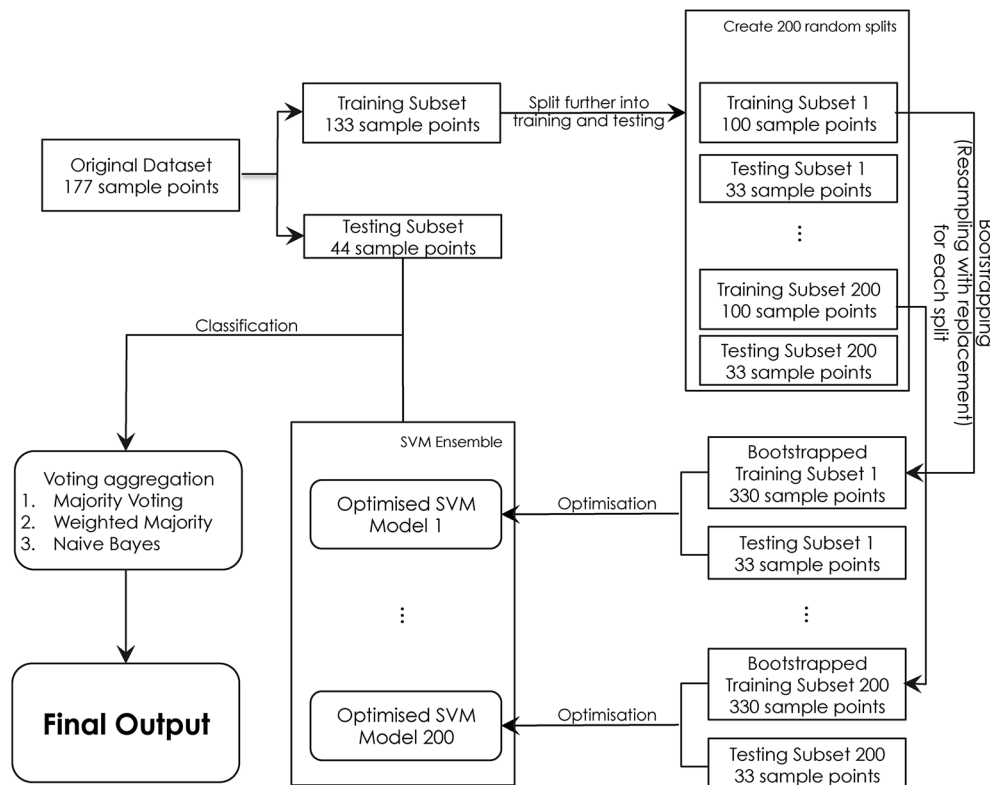 Create 200 random splits
Training Subset
133 sample points
Split further into
training and testing
Training Subset 1
100 sample points
Original Dataset
177 sample points
Testing Subset 1
33 sample points
...
Testing Subset
44 sample points
Training Subset 200
100 sample points
Testing Subset 200
33 sample points
Bootstrapping
(Resampling with replacement)
for each split
Classification
SVM Ensemble
Voting aggregation
1. Majority Voting
2. Weighted Majority
3. Naive Bayes
Optimised SVM
Model 1
Optimisation
Bootstrapped
Training Subset 1
330 sample points
Testing Subset 1
33 sample points
...
...
Final Output
Optimised SVM
Model 200
Optimisation
Bootstrapped
Training Subset 200
330 sample points
Testing Subset 200
33 sample points